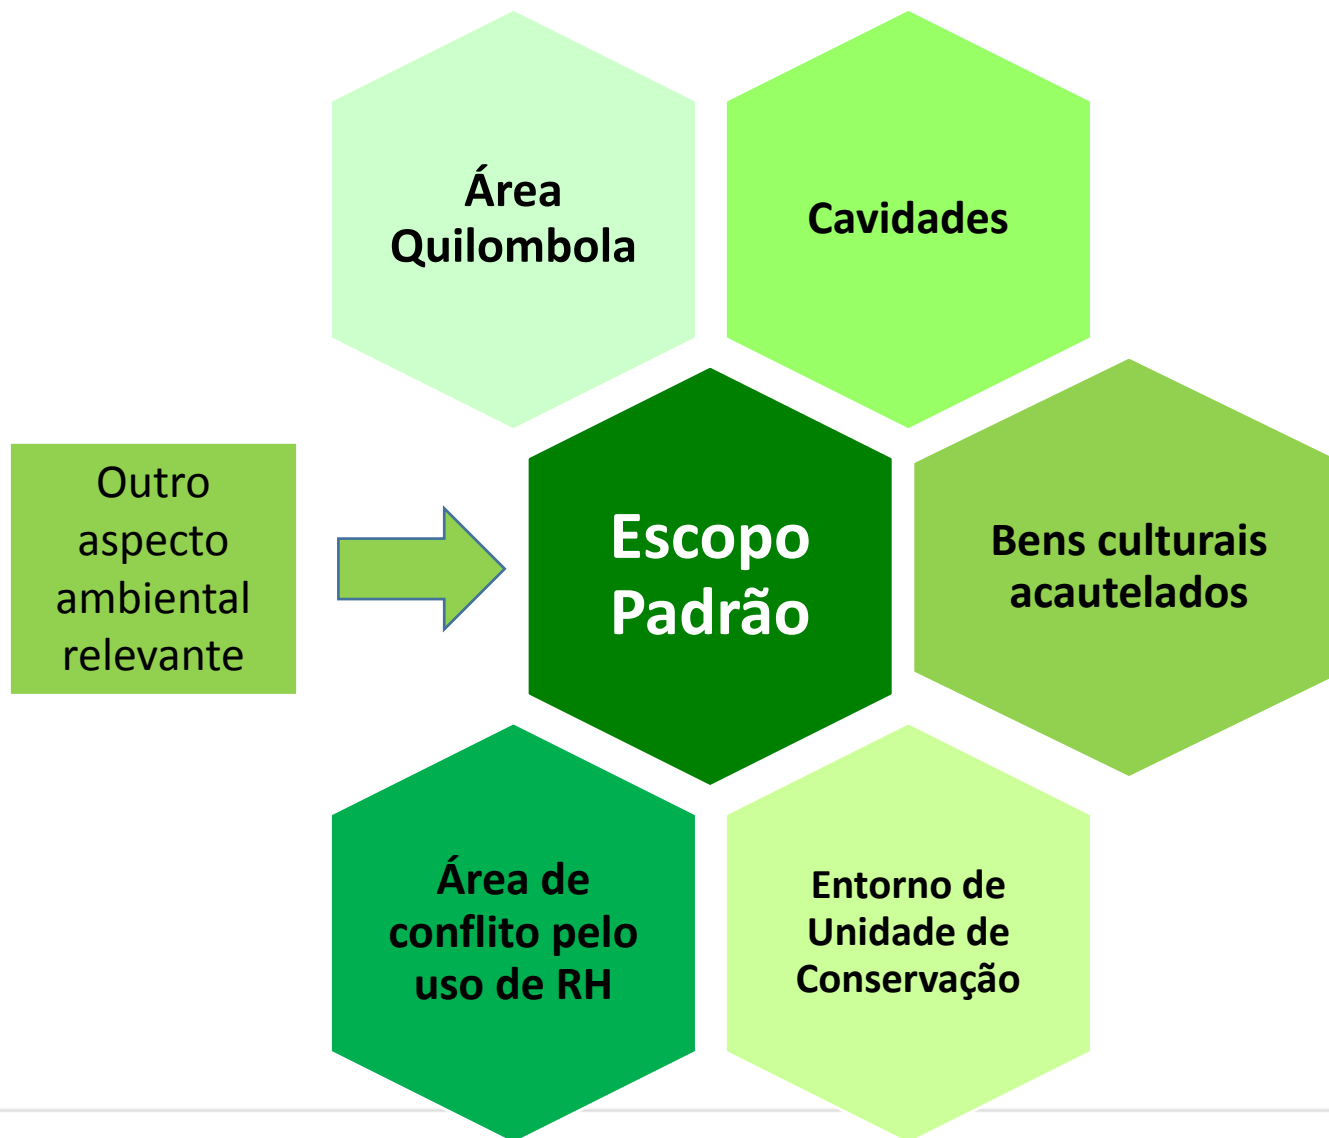 Área
Quilombola
Cavidades
Outro
aspecto
ambiental
relevante
Escopo
Padrão
Bens culturais
acautelados
Área de
conflito pelo
uso de RH
Entorno de
Unidade de
Conservação